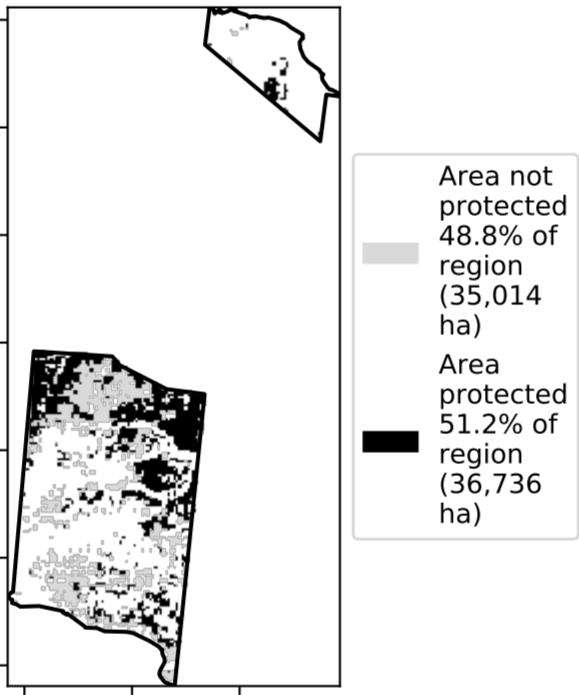 Area not
protected
48.8% of
region
(35,014
ha)
Area
protected
51.2% of
region
(36,736
ha)